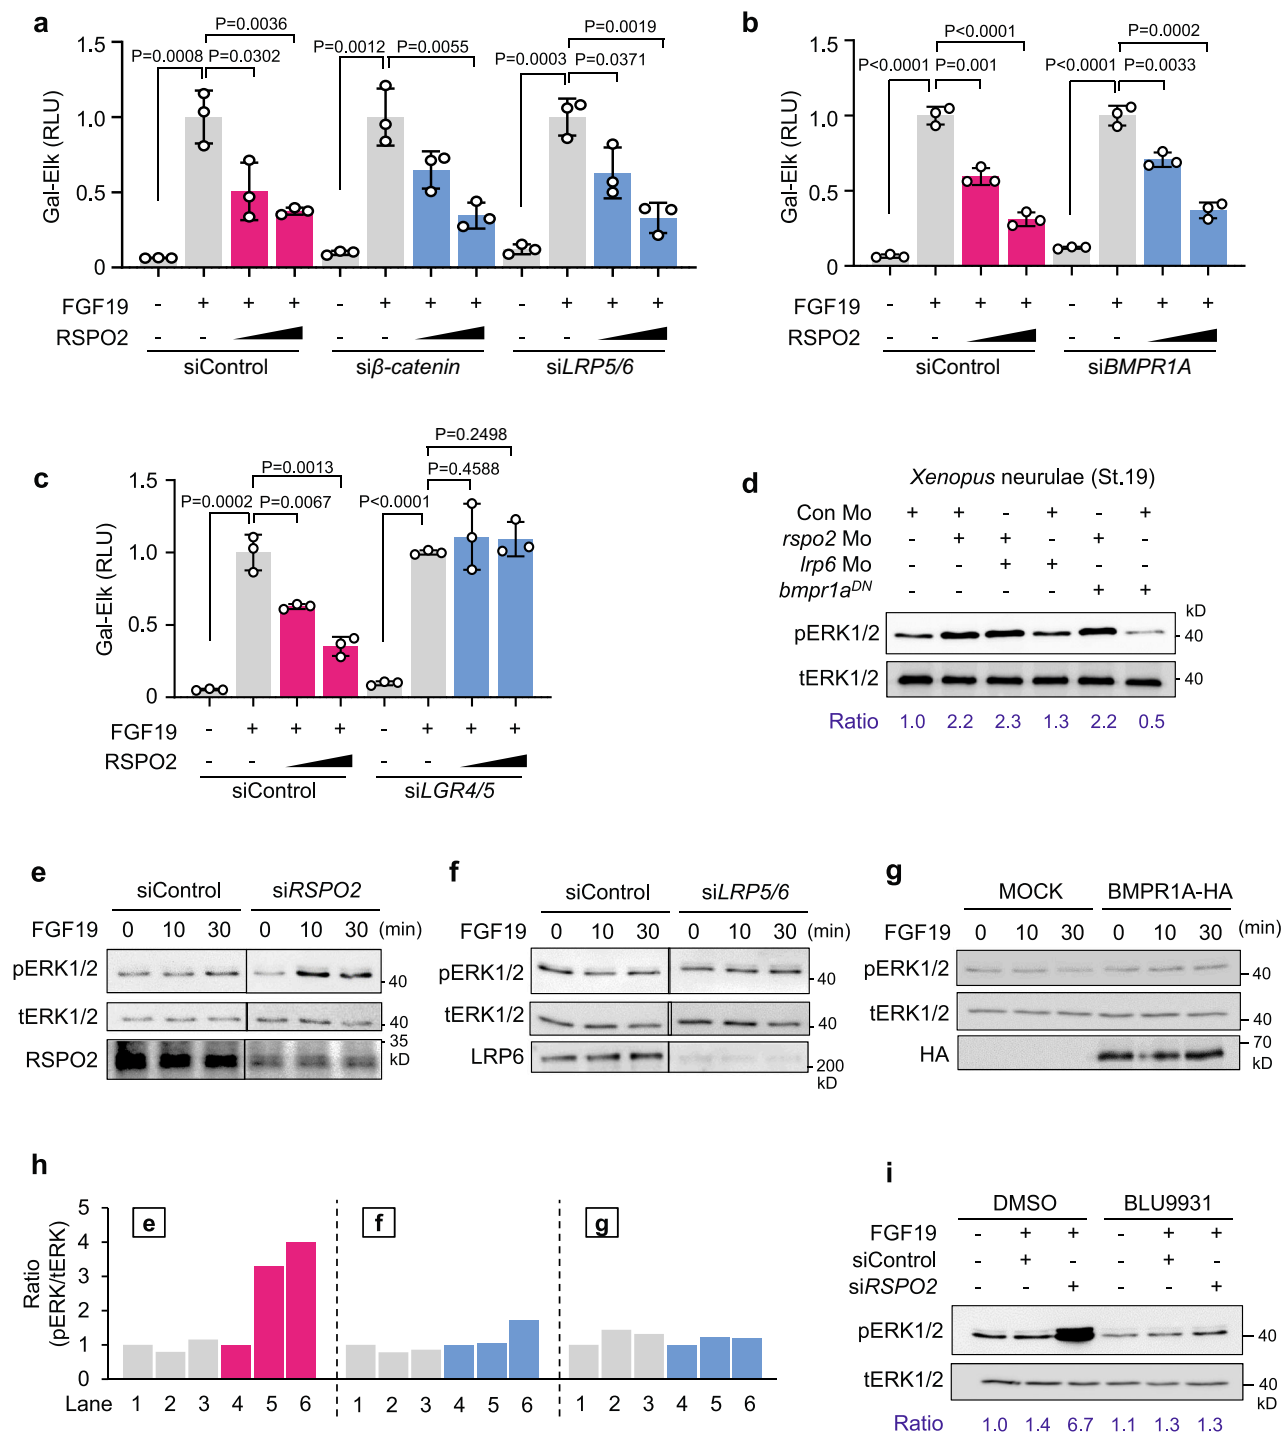 a
P=0.0036
P=0.0008 P=0.0302
P=0.0012 P=0.0055
P=0.0019
P=0.0003 P=0.0371
Gal-Elk (RLU)
1.5
1.0
0.5
0
FGF19 - + + + - + + + - + + +
RSPO2 - - - - - -
siControl siβ-catenin siLRP5/6
b
P<0.0001
P<0.0001 P=0.001
P=0.0002
P<0.0001 P=0.0033
Gal-Elk (RLU)
1.5
1.0
0.5
0
FGF19 - + + + - + + +
RSPO2 - - - -
siControl siBMPR1A
c
P=0.0013
P=0.0002 P=0.0067
P=0.2498
P=0.4588
P<0.0001
Gal-Elk (RLU)
1.5
1.0
0.5
0
FGF19 - + + + - + + +
RSPO2 - - - -
siControl siLGR4/5
d
Xenopus neurulae (St.19)
Con Mo + + - + - +
rspo2 Mo - + + - + -
lrp6 Mo - - + + - -
bmpr1aDN - - - - + +
kD
pERK1/2 40
tERK1/2 40
Ratio 1.0 2.2 2.3 1.3 2.2 0.5
e
siControl siRSPO2
FGF19 0 10 30 0 10 30 (min)
pERK1/2 40
tERK1/2 40
RSPO2 35
kD
f
siControl siLRP5/6
FGF19 0 10 30 0 10 30 (min)
pERK1/2 40
tERK1/2 40
LRP6 200
kD
g
MOCK BMPR1A-HA
FGF19 0 10 30 0 10 30 (min)
pERK1/2 40
tERK1/2 40
HA 70
kD
h
Ratio
(pERK/tERK)
5
4
3
2
1
0
e f g
Lane 1 2 3 4 5 6 1 2 3 4 5 6 1 2 3 4 5 6
i
DMSO BLU9931
FGF19 - + + - + +
siControl - + - - + -
siRSPO2 - - + - - +
pERK1/2 40
tERK1/2 40
kD
Ratio 1.0 1.4 6.7 1.1 1.3 1.3